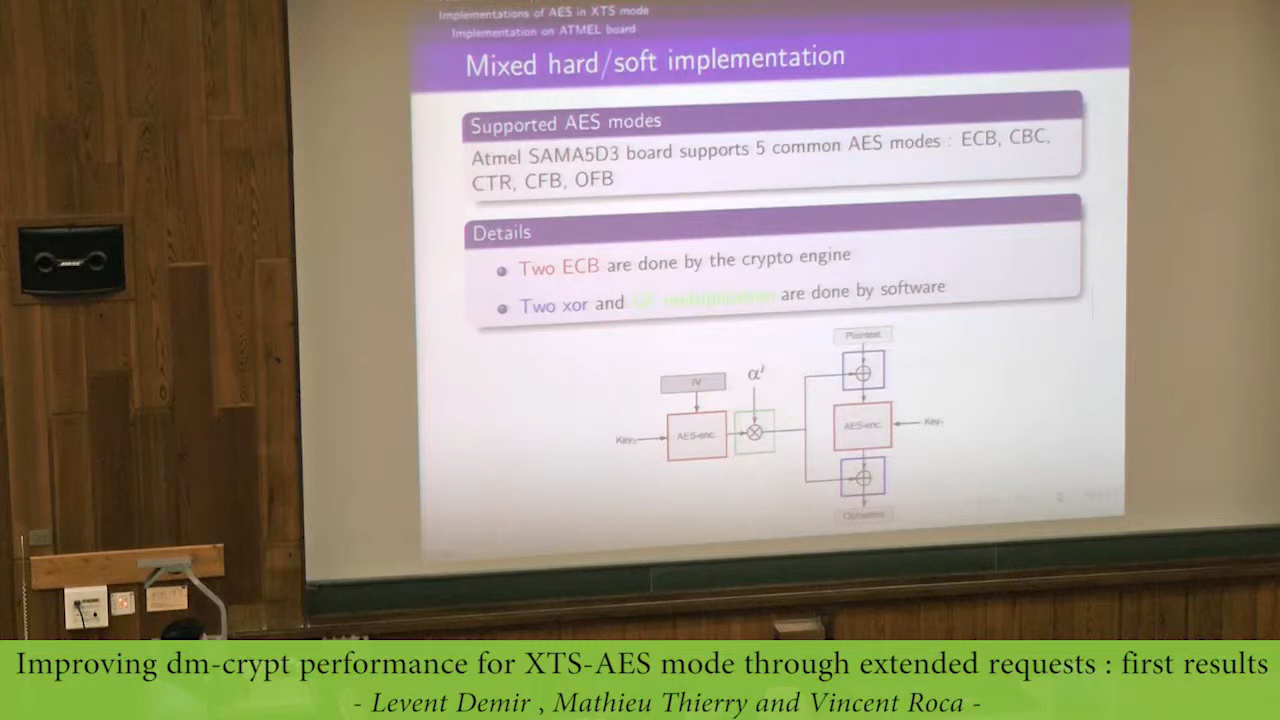 Implementations of AES in XTS mode
Implementation on ATMEL board
Mixed hard/soft implementation
Supported AES modes
Atmel SAMA5D3 board supports 5 common AES modes : ECB, CBC,
CTR, CFB, OFB
Details
Two ECB are done by the crypto engine
Two xor and multiplication are done by software
Plaintext
IV
α
Key
AES-enc.
AES-enc.
Key
BOSE
Improving dm-crypt performance for XTS-AES mode through extended requests : first results
- Levent Demir , Mathieu Thierry and Vincent Roca -